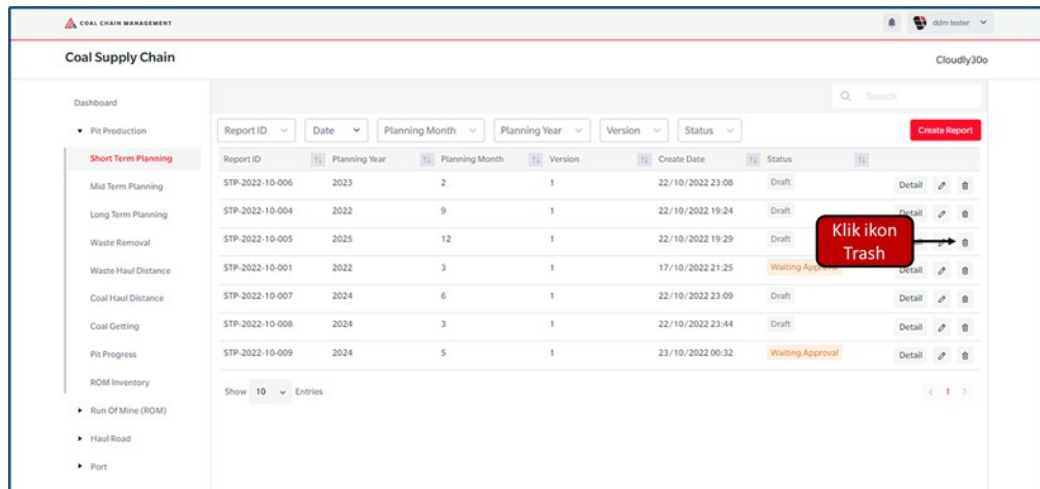 COAL CHAIN MANAGEMENT ddm tester
Coal Supply Chain Cloudly30o
Search
Dashboard
Pit Production
Short Term Planning
Mid Term Planning
Long Term Planning
Waste Removal
Waste Haul Distance
Coal Haul Distance
Coal Getting
Pit Progress
ROM Inventory
Run Of Mine (ROM)
Haul Road
Port
Report ID Date Planning Month Planning Year Version Status Create Report
Report ID Planning Year Planning Month Version Create Date Status
STP-2022-10-006 2023 2 1 22/10/2022 23:08 Draft Detail
STP-2022-10-004 2022 9 1 22/10/2022 19:24 Draft Detail
STP-2022-10-005 2025 12 1 22/10/2022 19:29 Draft
Klik ikon
Trash
STP-2022-10-001 2022 3 1 17/10/2022 21:25 Waiting Approval Detail
STP-2022-10-007 2024 6 1 22/10/2022 23:09 Draft Detail
STP-2022-10-008 2024 3 1 22/10/2022 23:44 Draft Detail
STP-2022-10-009 2024 5 1 23/10/2022 00:32 Waiting Approval Detail
Show 10 Entries < 1 >